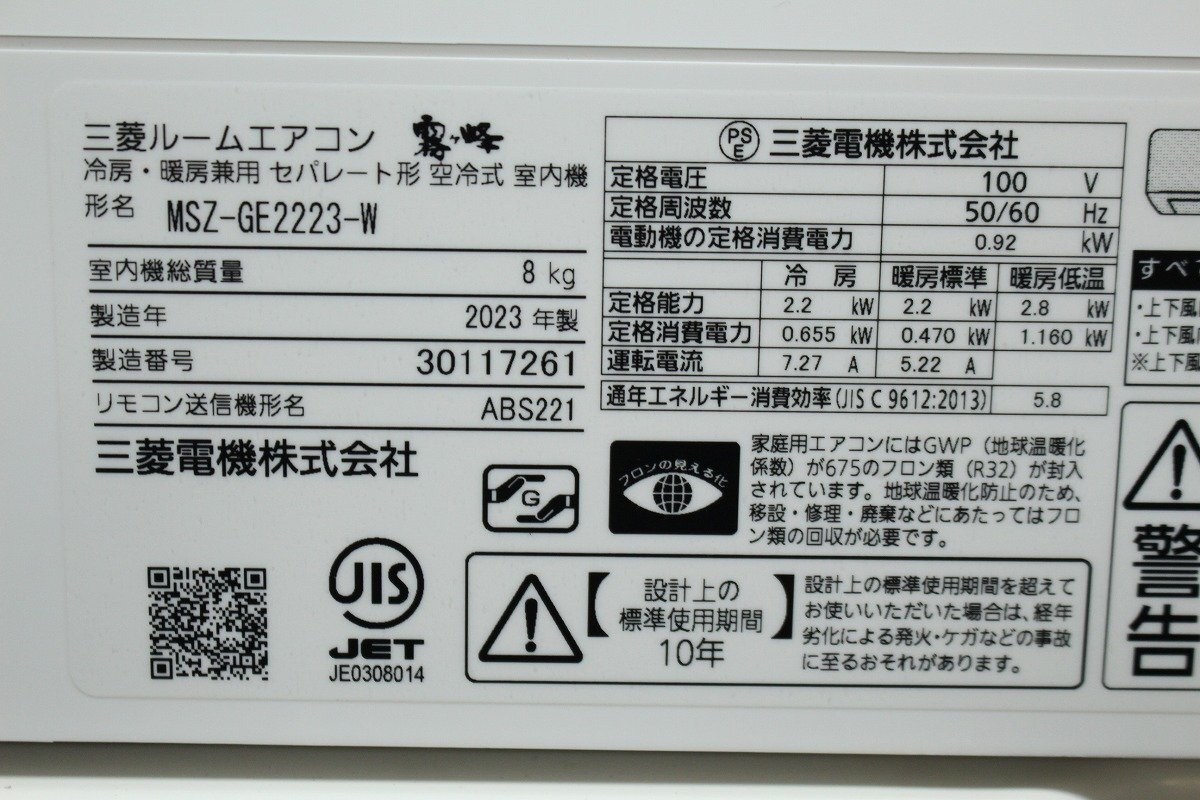 三菱ルームエアコン 霧ヶ峰
冷房・暖房兼用 セパレート形 空冷式 室内機
形名 MSZ-GE2223-W
室内機総質量 8 kg
製造年 2023 年製
製造番号 30117261
リモコン送信機形名 ABS221
三菱電機株式会社
G
JIS
JET
JE0308014
PS E 三菱電機株式会社
定格電圧 100 V
定格周波数 50/60 Hz
電動機の定格消費電力 0.92 kW
冷 房 暖房標準 暖房低温
定格能力 2.2 kW 2.2 kW 2.8 kW
定格消費電力 0.655 kW 0.470 kW 1.160 kW
運転電流 7.27 A 5.22 A
通年エネルギー消費効率(JIS C 9612:2013) 5.8
フロンの見える化
家庭用エアコンにはGWP（地球温暖化
係数）が675のフロン類（R32）が封入
されています。地球温暖化防止のため、
移設・修理・廃棄などにあたってはフロ
ン類の回収が必要です。
【設計上の
標準使用期間】
10年
設計上の標準使用期間を超えて
お使いいただいた場合は、経年
劣化による発火・ケガなどの事故
に至るおそれがあります。
すべ
・上下風
・上下風
※上下風
警
告